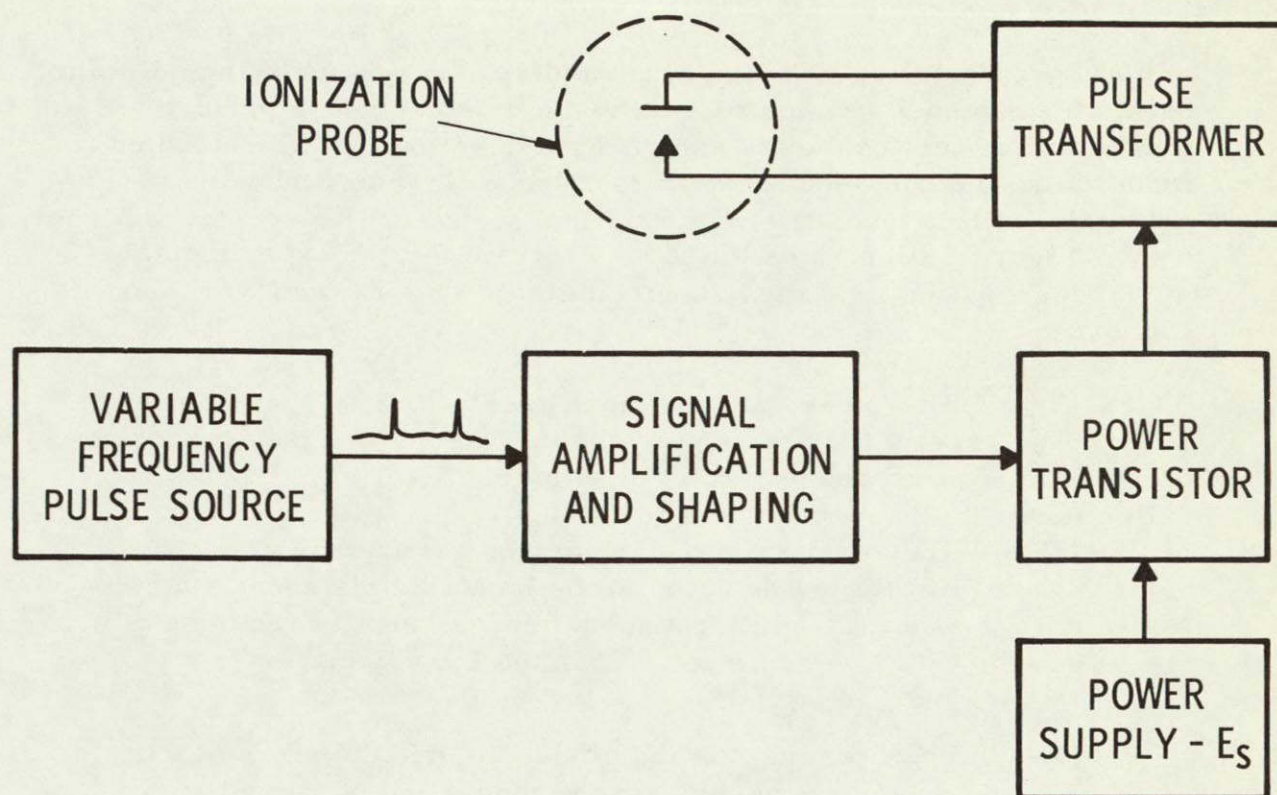 IONIZATION
PROBE
PULSE
TRANSFORMER
VARIABLE
FREQUENCY
PULSE SOURCE
SIGNAL
AMPLIFICATION
AND SHAPING
POWER
TRANSISTOR
POWER
SUPPLY - ES